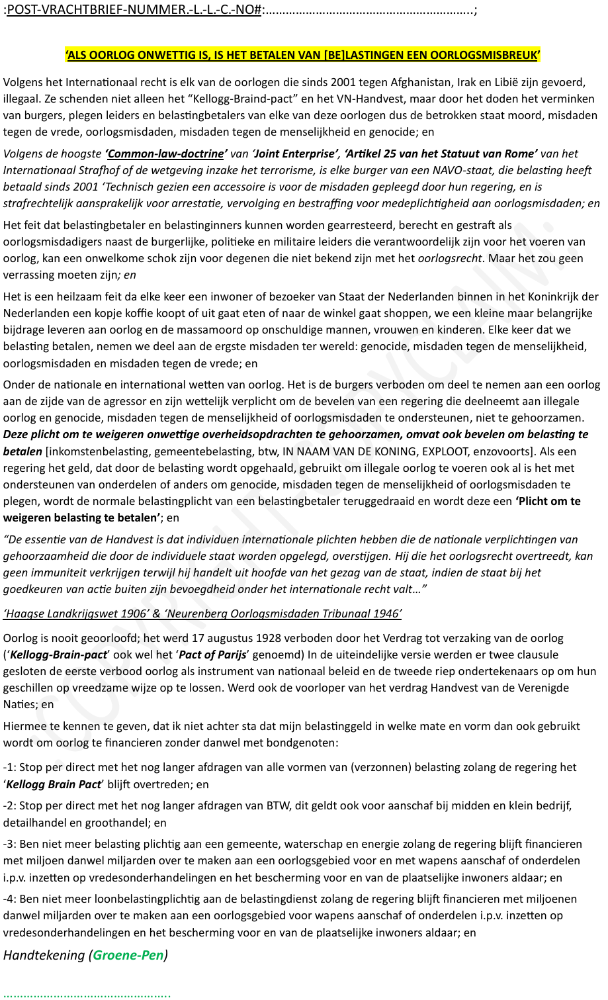 :POST-VRACHTBRIEF-NUMMER.-L.-L.-C.-NO#:……………………………………………………..;
‘ALS OORLOG ONWETTIG IS, IS HET BETALEN VAN [BE]LASTINGEN EEN OORLOGSMISBREUK’
Volgens het Internationaal recht is elk van de oorlogen die sinds 2001 tegen Afghanistan, Irak en Libië zijn gevoerd,
illegaal. Ze schenden niet alleen het “Kellogg-Braind-pact” en het VN-Handvest, maar door het doden het verminken
van burgers, plegen leiders en belastingbetalers van elke van deze oorlogen dus de betrokken staat moord, misdaden
tegen de vrede, oorlogsmisdaden, misdaden tegen de menselijkheid en genocide; en
Volgens de hoogste ‘Common-law-doctrine’ van ‘Joint Enterprise’, ‘Artikel 25 van het Statuut van Rome’ van het
Internationaal Strafhof of de wetgeving inzake het terrorisme, is elke burger van een NAVO-staat, die belasting heeft
betaald sinds 2001 ‘Technisch gezien een accessoire is voor de misdaden gepleegd door hun regering, en is
strafrechtelijk aansprakelijk voor arrestatie, vervolging en bestraffing voor medeplichtigheid aan oorlogsmisdaden; en
Het feit dat belastingbetaler en belastinginners kunnen worden gearresteerd, berecht en gestraft als
oorlogsmisdadigers naast de burgerlijke, politieke en militaire leiders die verantwoordelijk zijn voor het voeren van
oorlog, kan een onwelkome schok zijn voor degenen die niet bekend zijn met het oorlogsrecht. Maar het zou geen
verrassing moeten zijn; en
Het is een heilzaam feit da elke keer een inwoner of bezoeker van Staat der Nederlanden binnen in het Koninkrijk der
Nederlanden een kopje koffie koopt of uit gaat eten of naar de winkel gaat shoppen, we een kleine maar belangrijke
bijdrage leveren aan oorlog en de massamoord op onschuldige mannen, vrouwen en kinderen. Elke keer dat we
belasting betalen, nemen we deel aan de ergste misdaden ter wereld: genocide, misdaden tegen de menselijkheid,
oorlogsmisdaden en misdaden tegen de vrede; en
Onder de nationale en international wetten van oorlog. Het is de burgers verboden om deel te nemen aan een oorlog
aan de zijde van de agressor en zijn wettelijk verplicht om de bevelen van een regering die deelneemt aan illegale
oorlog en genocide, misdaden tegen de menselijkheid of oorlogsmisdaden te ondersteunen, niet te gehoorzamen.
Deze plicht om te weigeren onwettige overheidsopdrachten te gehoorzamen, omvat ook bevelen om belasting te
betalen [inkomstenbelasting, gemeentebelasting, btw, IN NAAM VAN DE KONING, EXPLOOT, enzovoorts]. Als een
regering het geld, dat door de belasting wordt opgehaald, gebruikt om illegale oorlog te voeren ook al is het met
ondersteunen van onderdelen of anders om genocide, misdaden tegen de menselijkheid of oorlogsmisdaden te
plegen, wordt de normale belastingplicht van een belastingbetaler teruggedraaid en wordt deze een ‘Plicht om te
weigeren belasting te betalen’; en
“De essentie van de Handvest is dat individuen internationale plichten hebben die de nationale verplichtingen van
gehoorzaamheid die door de individuele staat worden opgelegd, overstijgen. Hij die het oorlogsrecht overtreedt, kan
geen immuniteit verkrijgen terwijl hij handelt uit hoofde van het gezag van de staat, indien de staat bij het
goedkeuren van actie buiten zijn bevoegdheid onder het internationale recht valt…”
‘Haagse Landkrijgswet 1906’ & ‘Neurenberg Oorlogsmisdaden Tribunaal 1946’
Oorlog is nooit geoorloofd; het werd 17 augustus 1928 verboden door het Verdrag tot verzaking van de oorlog
(‘Kellogg-Brain-pact’ ook wel het ‘Pact of Parijs’ genoemd) In de uiteindelijke versie werden er twee clausule
gesloten de eerste verbood oorlog als instrument van nationaal beleid en de tweede riep ondertekenaars op om hun
geschillen op vreedzame wijze op te lossen. Werd ook de voorloper van het verdrag Handvest van de Verenigde
Naties; en
Hiermee te kennen te geven, dat ik niet achter sta dat mijn belastinggeld in welke mate en vorm dan ook gebruikt
wordt om oorlog te financieren zonder danwel met bondgenoten:
-1: Stop per direct met het nog langer afdragen van alle vormen van (verzonnen) belasting zolang de regering het
‘Kellogg Brain Pact’ blijft overtreden; en
-2: Stop per direct met het nog langer afdragen van BTW, dit geldt ook voor aanschaf bij midden en klein bedrijf,
detailhandel en groothandel; en
-3: Ben niet meer belasting plichtig aan een gemeente, waterschap en energie zolang de regering blijft financieren
met miljoen danwel miljarden over te maken aan een oorlogsgebied voor en met wapens aanschaf of onderdelen
i.p.v. inzetten op vredesonderhandelingen en het bescherming voor en van de plaatselijke inwoners aldaar; en
-4: Ben niet meer loonbelastingplichtig aan de belastingdienst zolang de regering blijft financieren met miljoenen
danwel miljarden over te maken aan een oorlogsgebied voor wapens aanschaf of onderdelen i.p.v. inzetten op
vredesonderhandelingen en het bescherming voor en van de plaatselijke inwoners aldaar; en
Handtekening (Groene-Pen)
…………………………………………..
:COPYRIGHT-COPYCLAIM: